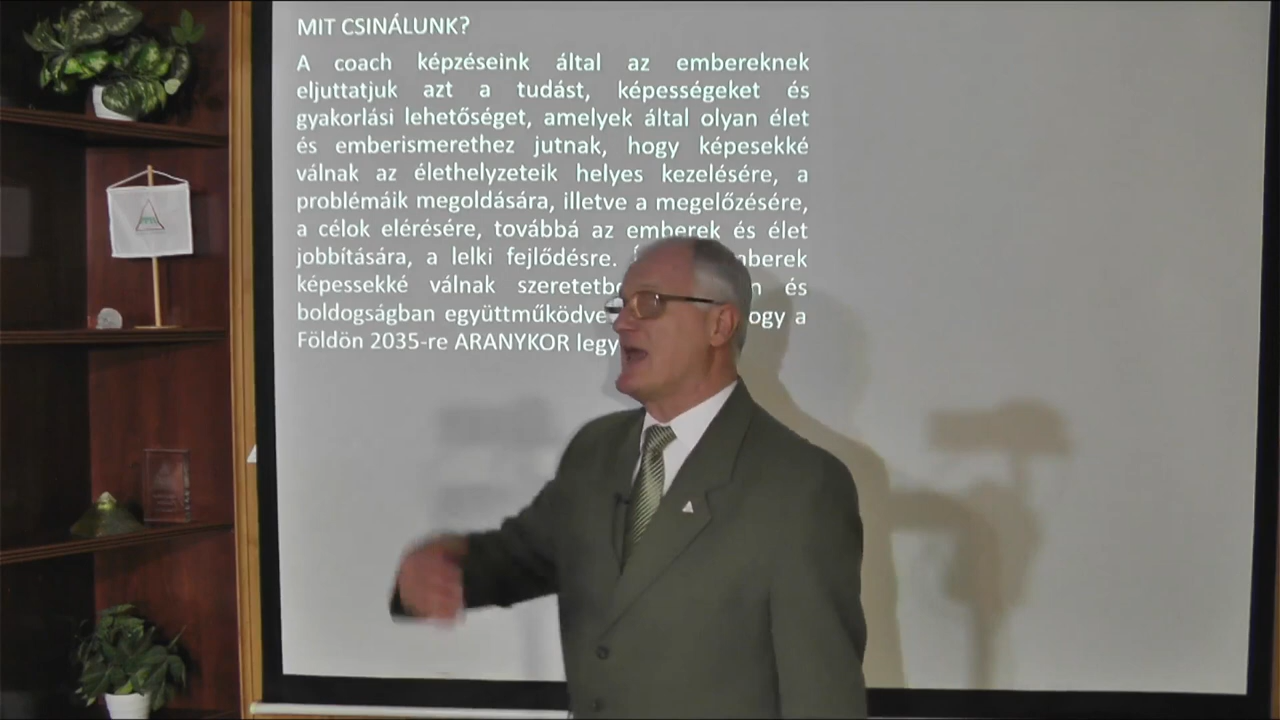 MIT CSINÁLUNK?
A coach képzéseink által az embereknek
eljuttatjuk azt a tudást, képességeket és
gyakorlási lehetőséget, amelyek által olyan élet
és emberismerethez jutnak, hogy képesekké
válnak az élethelyzeteik helyes kezelésére, a
problémáik megoldására, illetve a megelőzésére,
a célok elérésére, továbbá az emberek és élet
jobbítására, a lelki fejlődésre.
képessekké válnak és
boldogságban a
Földön 2035-re ARANYKOR